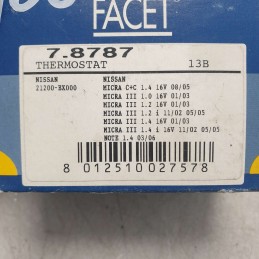 FACET
7.8787
THERMOSTAT 13B
NISSAN NISSAN
21200-BX000 MICRA C+C 1.4 16V 08/05
MICRA III 1.0 16V 01/03
MICRA III 1.2 16V 01/03
MICRA III 1.2 i 11/02 05/05
MICRA III 1.4 16V 01/03
MICRA III 1.4 i 16V 11/02 05/05
NOTE 1.4 03/06
8 012510 027578